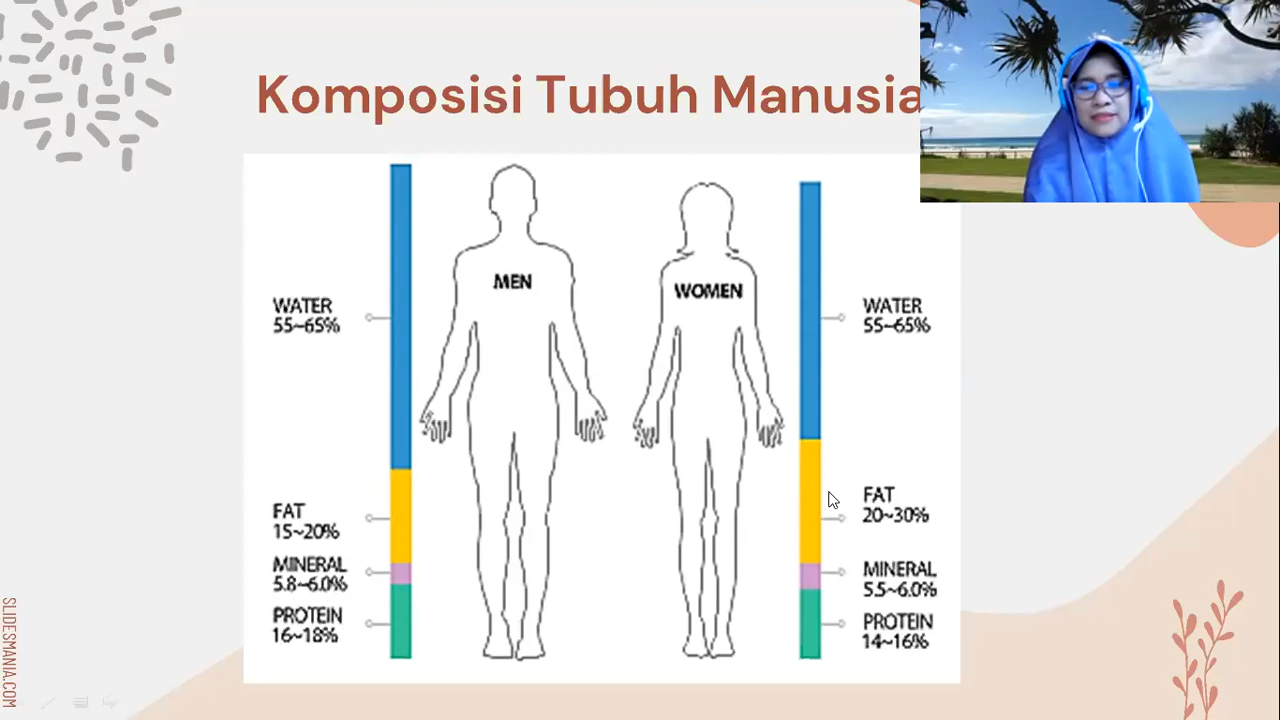 Komposisi Tubuh Manusia
MEN
WOMEN
WATER
55~65%
FAT
15~20%
MINERAL
5.8~6.0%
PROTEIN
16~18%
WATER
55~65%
FAT
20~30%
MINERAL
5.5~6.0%
PROTEIN
14~16%
SLIDESMANIA.COM